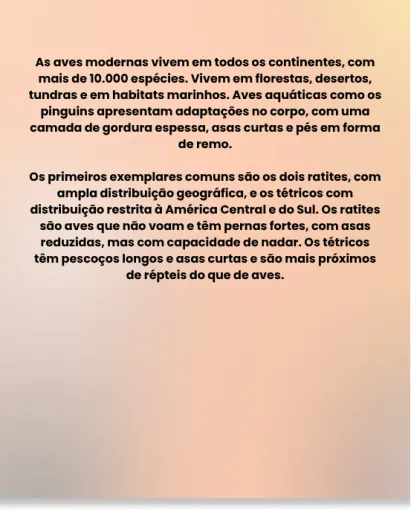 As aves modernas vivem em todos os continentes, com
mais de 10.000 espécies. Vivem em florestas, desertos,
tundras e em habitats marinhos. Aves aquáticas como os
pinguins apresentam adaptações no corpo, com uma
camada de gordura espessa, asas curtas e pés em forma
de remo.
Os primeiros exemplares comuns são os dois ratites, com
ampla distribuição geográfica, e os tétricos com
distribuição restrita à América Central e do Sul. Os ratites
são aves que não voam e têm pernas fortes, com asas
reduzidas, mas com capacidade de nadar. Os tétricos
têm pescoços longos e asas curtas e são mais próximos
de répteis do que de aves.